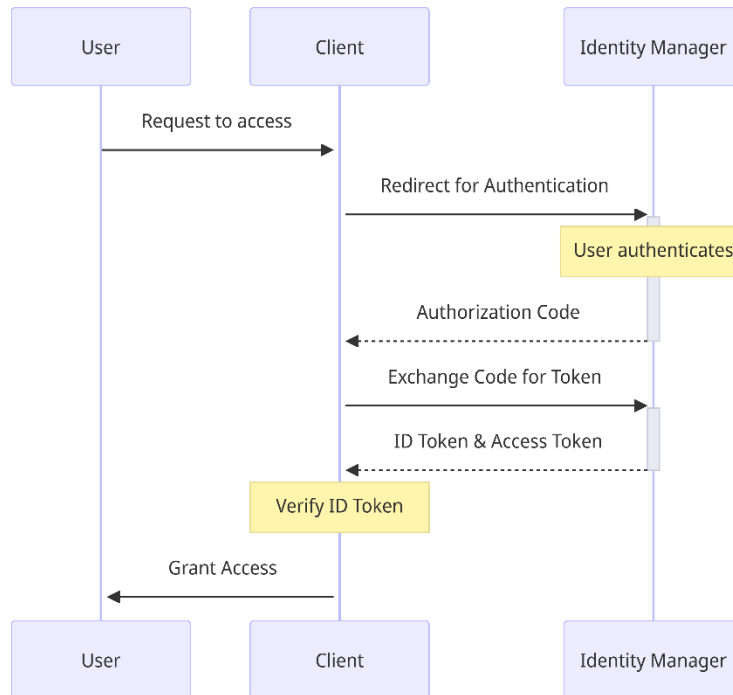 User
Client
Identity Manager
Request to access
Redirect for Authentication
User authenticates
Authorization Code
Exchange Code for Token
ID Token & Access Token
Verify ID Token
Grant Access
User
Client
Identity Manager